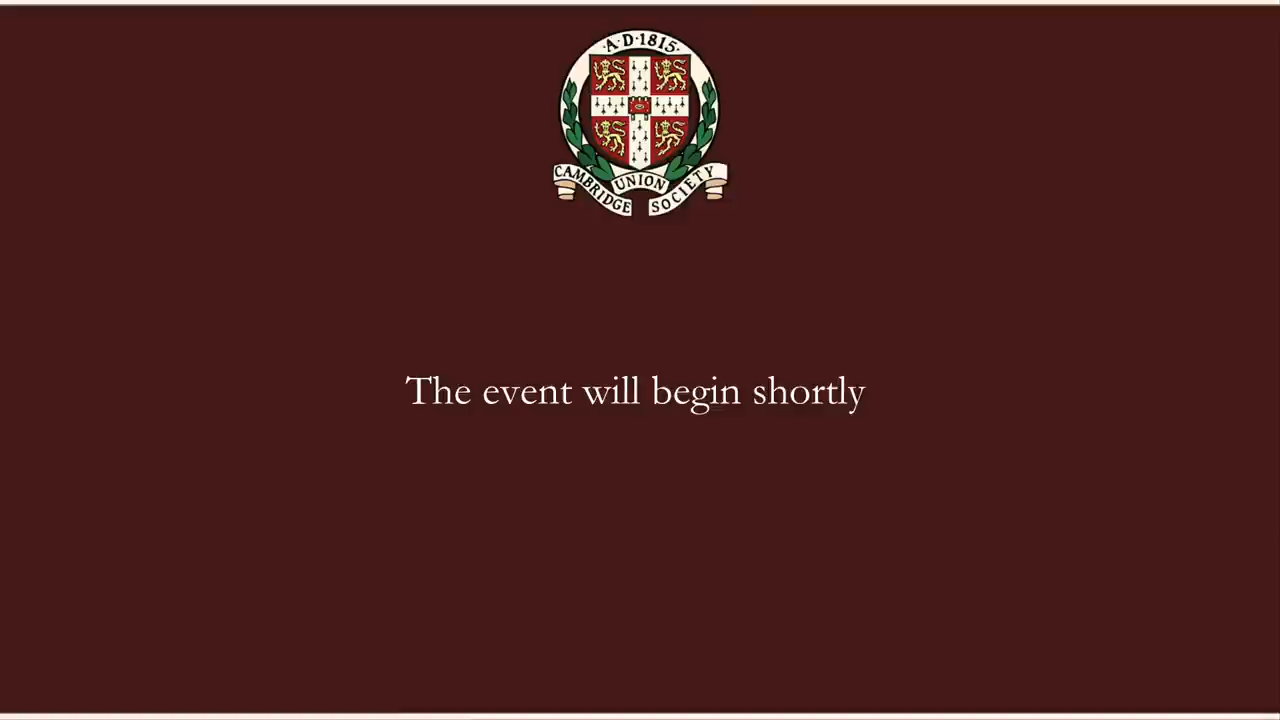 ·A·D·1815·
CAMBRIDGE UNION SOCIETY
The event will begin shortly